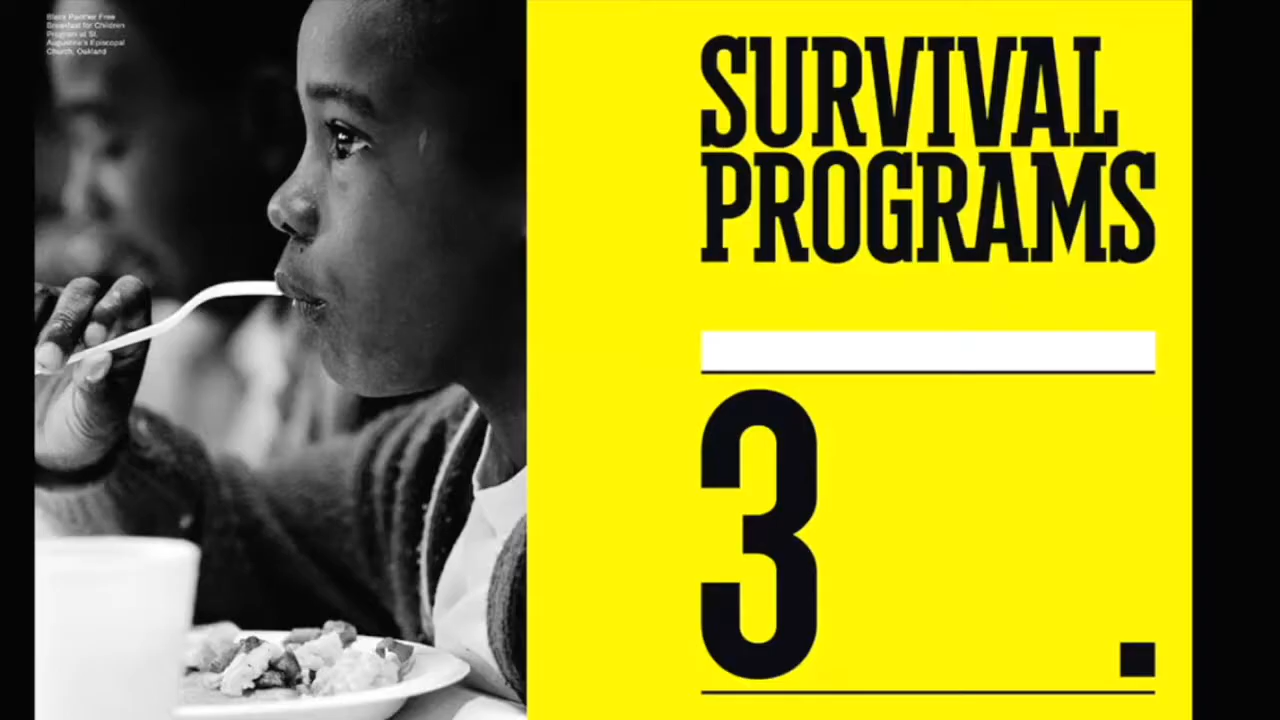 Black Panther Free
Breakfast for Children
Program at St.
Augustine's Episcopal
Church, Oakland
SURVIVAL
PROGRAMS
3.